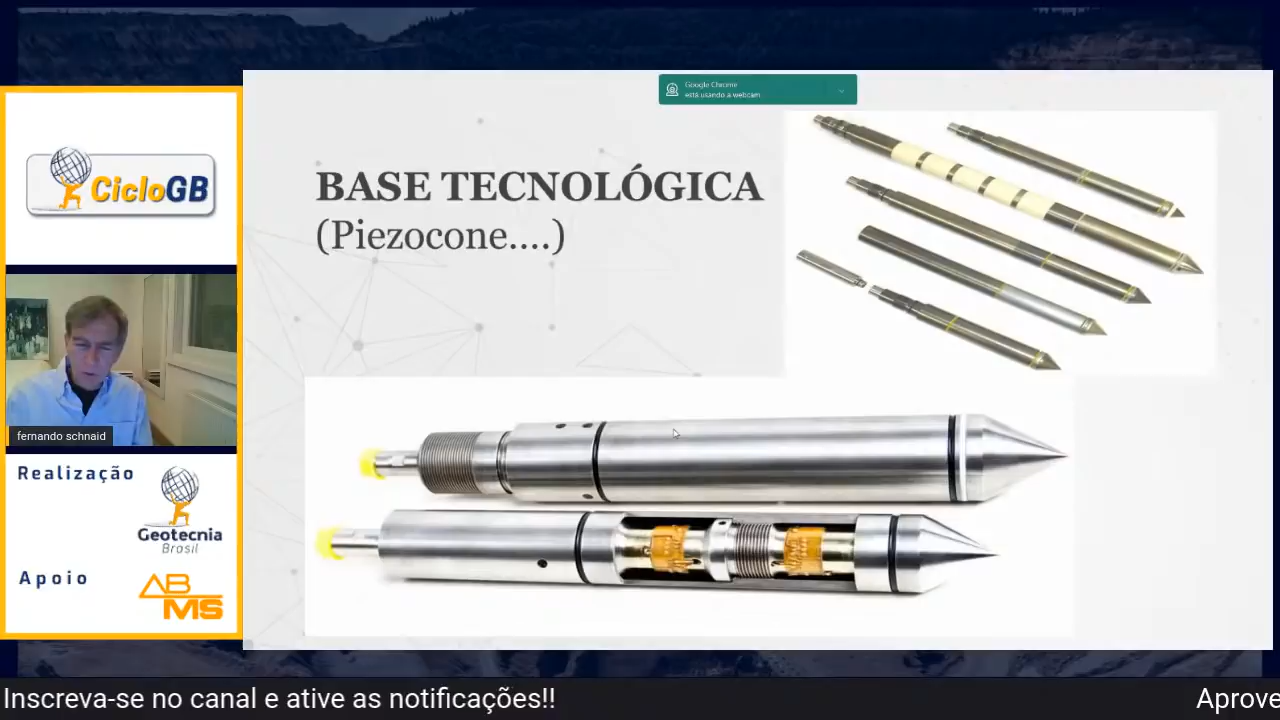 Google Chrome
está usando a webcam
CicloGB
BASE TECNOLÓGICA
(Piezocone....)
fernando schnaid
Realização
Geotecnia
Brasil
Apoio
ABMS
Inscreva-se no canal e ative as notificações!!
Aprove